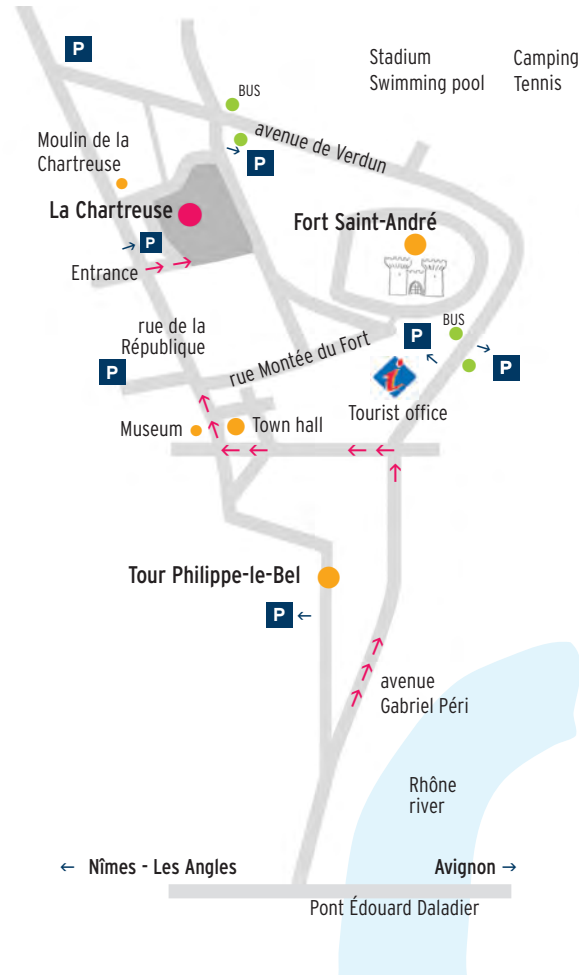 P
Stadium
Swimming pool
Camping
Tennis
BUS
avenue de Verdun
P
Moulin de la
Chartreuse
La Chartreuse
Fort Saint-André
P
Entrance
rue de la
République
BUS
P
P
P
rue Montée du Fort
i
Tourist office
Museum
Town hall
Tour Philippe-le-Bel
P ←
avenue
Gabriel Péri
Rhône
river
← Nîmes - Les Angles
Avignon →
Pont Édouard Daladier